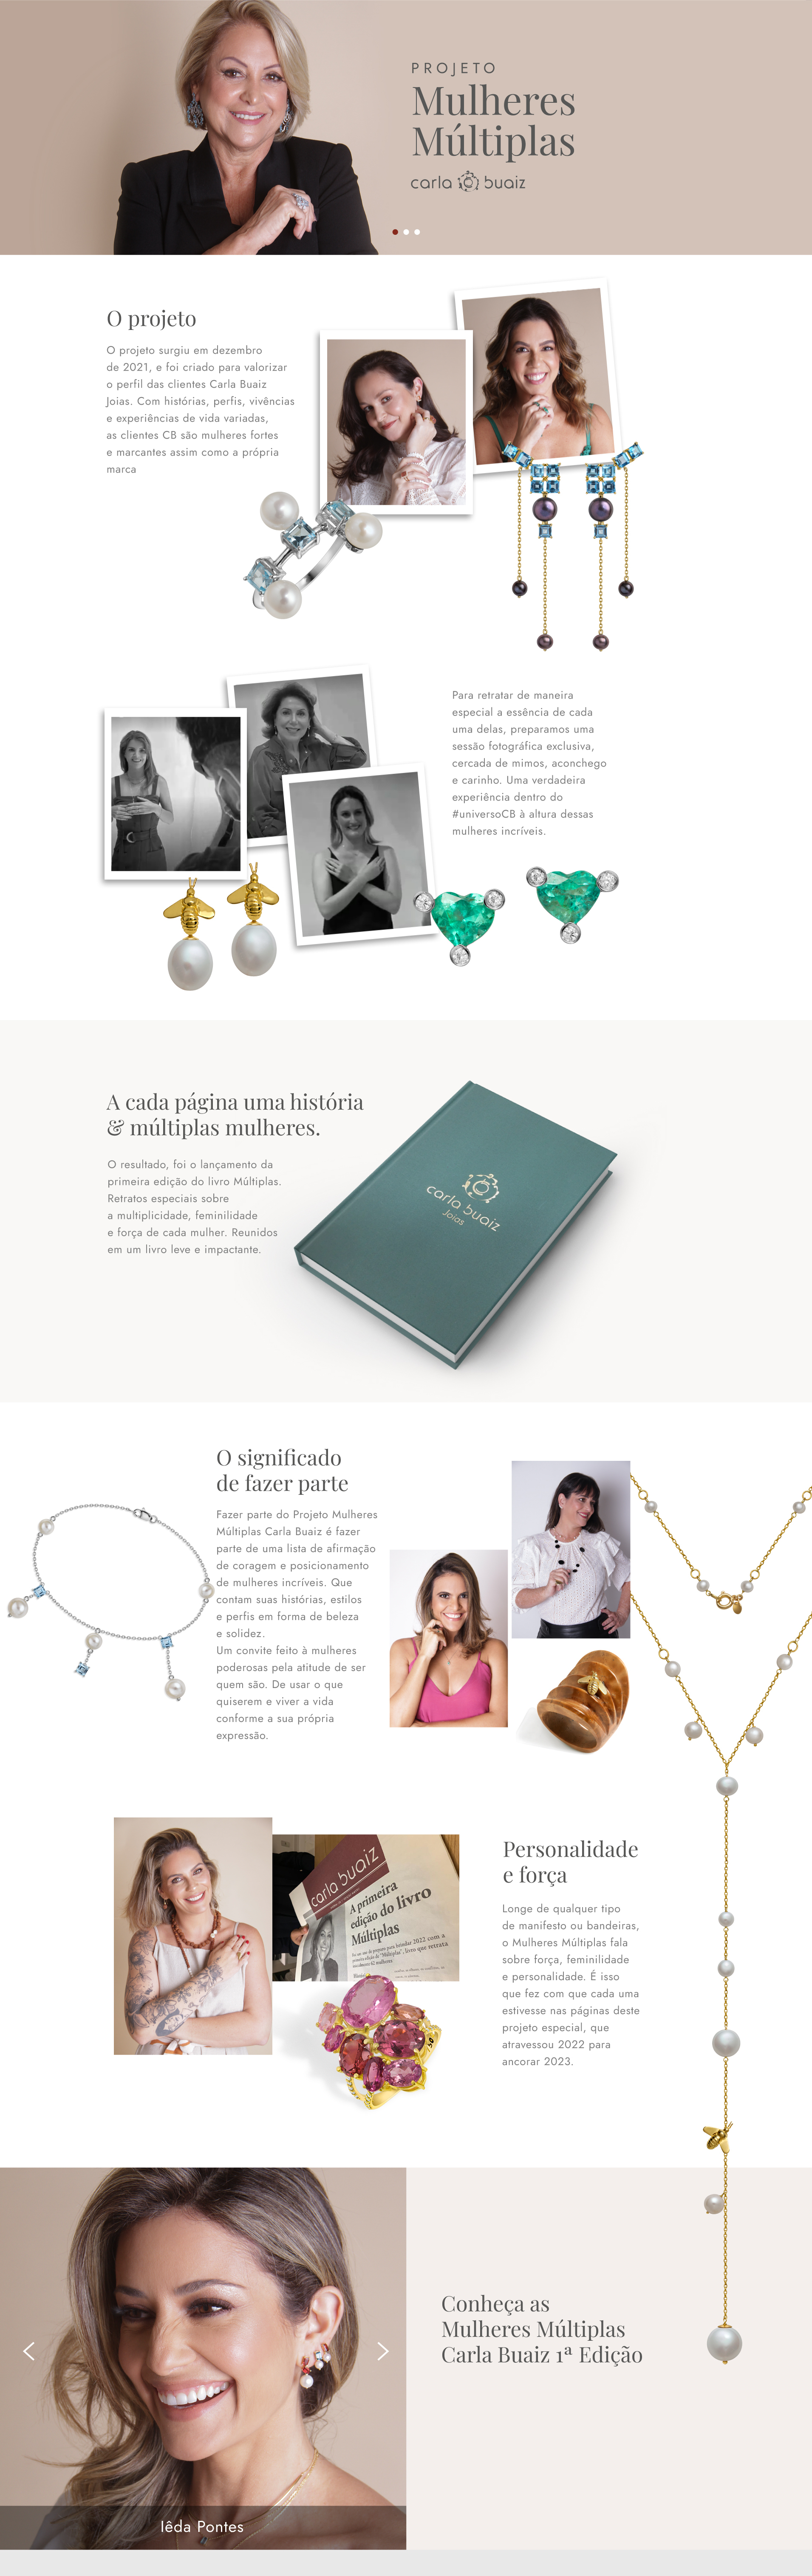 PROJETO
Mulheres
Múltiplas
carla buaiz
O projeto
O projeto surgiu em dezembro
de 2021, e foi criado para valorizar
o perfil das clientes Carla Buaiz
Joias. Com histórias, perfis, vivências
e experiências de vida variadas,
as clientes CB são mulheres fortes
e marcantes assim como a própria
marca
Para retratar de maneira
especial a essência de cada
uma delas, preparamos uma
sessão fotográfica exclusiva,
cercada de mimos, aconchego
e carinho. Uma verdadeira
experiência dentro do
#universoCB à altura dessas
mulheres incríveis.
A cada página uma história
& múltiplas mulheres.
O resultado, foi o lançamento da
primeira edição do livro Múltiplas.
Retratos especiais sobre
a multiplicidade, feminilidade
e força de cada mulher. Reunidos
em um livro leve e impactante.
carla buaiz
Joias
O significado
de fazer parte
Fazer parte do Projeto Mulheres
Múltiplas Carla Buaiz é fazer
parte de uma lista de afirmação
de coragem e posicionamento
de mulheres incríveis. Que
contam suas histórias, estilos
e perfis em forma de beleza
e solidez.
Um convite feito à mulheres
poderosas pela atitude de ser
quem são. De usar o que
quiserem e viver a vida
conforme a sua própria
expressão.
carla buaiz
A primeira
edição do livro
Múltiplas
Personalidade
e força
Longe de qualquer tipo
de manifesto ou bandeiras,
o Mulheres Múltiplas fala
sobre força, feminilidade
e personalidade. É isso
que fez com que cada uma
estivesse nas páginas deste
projeto especial, que
atravessou 2022 para
ancorar 2023.
Conheça as
Mulheres Múltiplas
Carla Buaiz 1ª Edição
Iêda Pontes